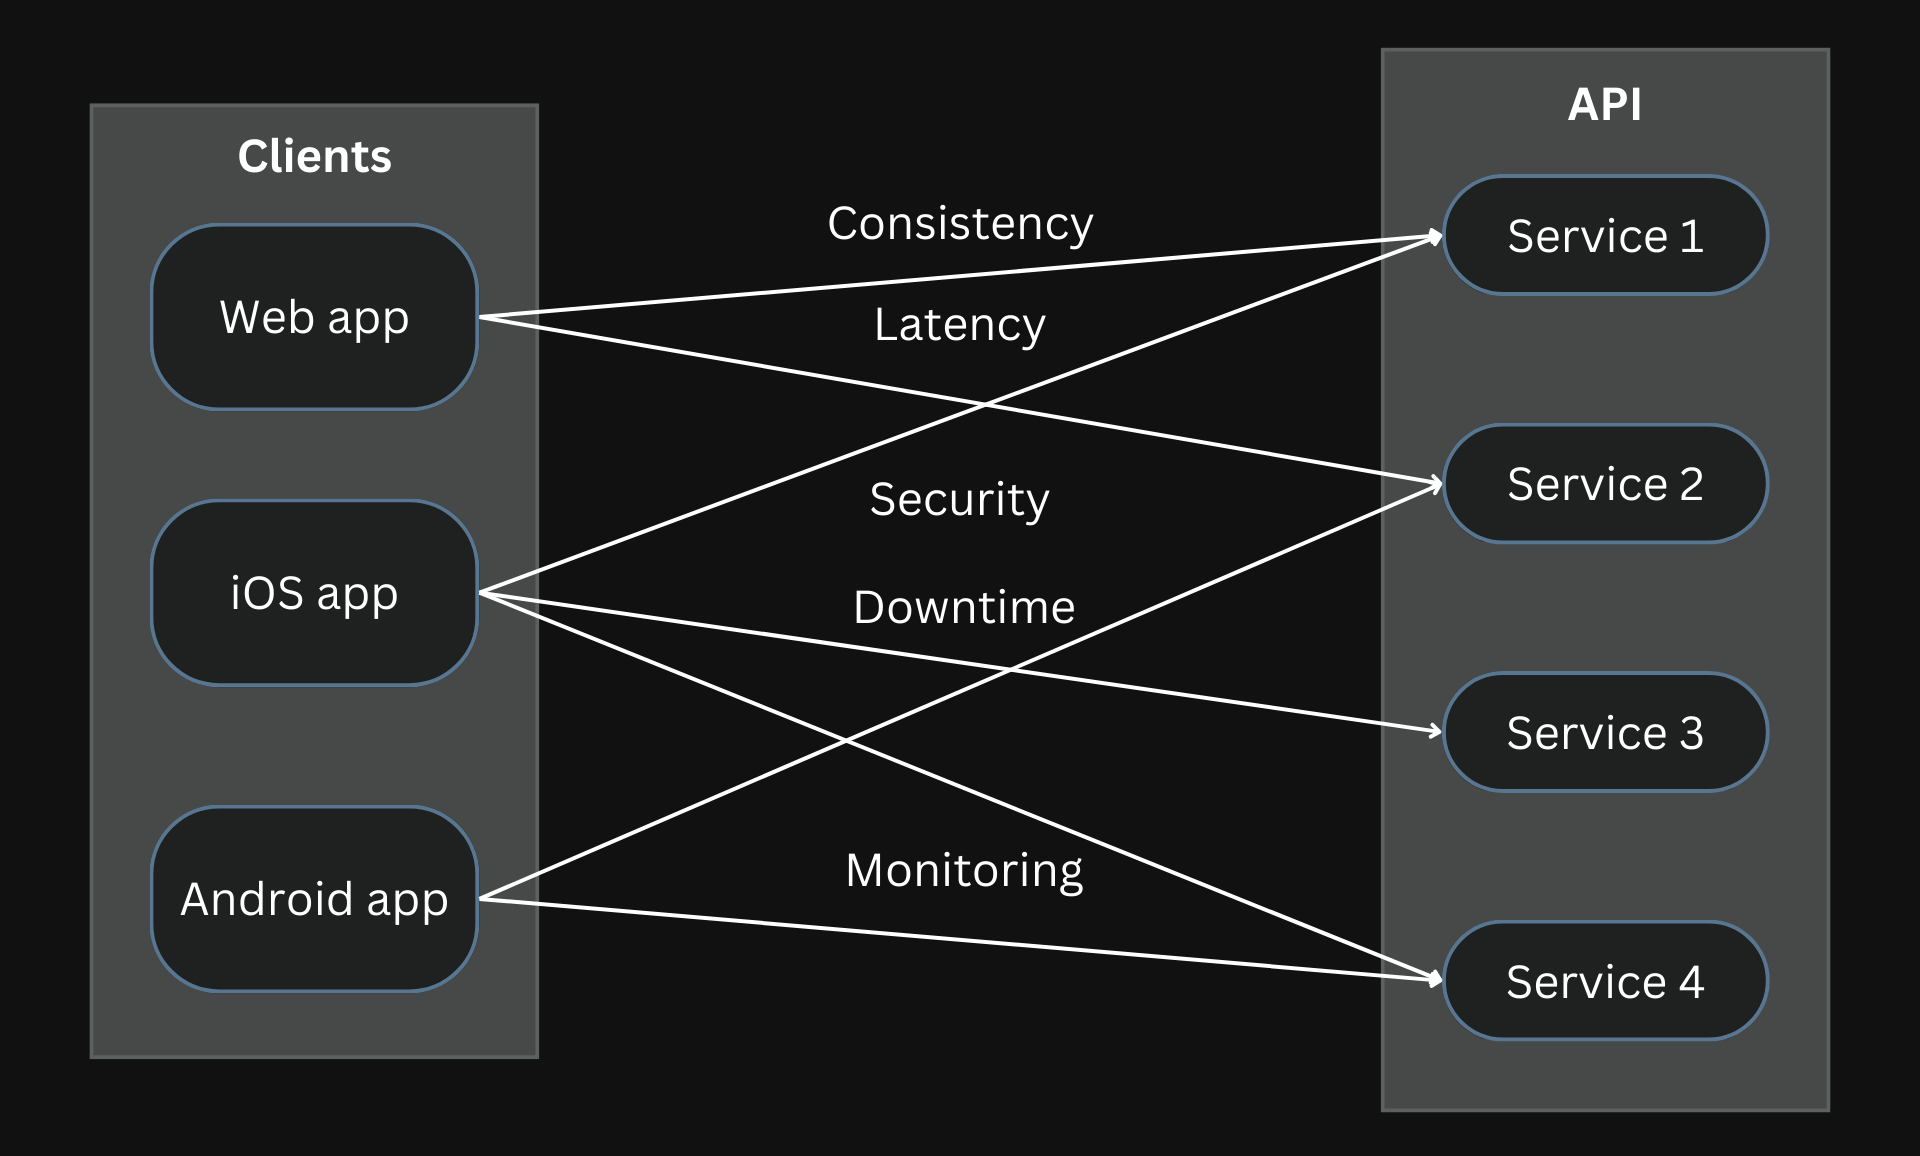 Clients
Web app
iOS app
Android app
Consistency
Latency
Security
Downtime
Monitoring
API
Service 1
Service 2
Service 3
Service 4